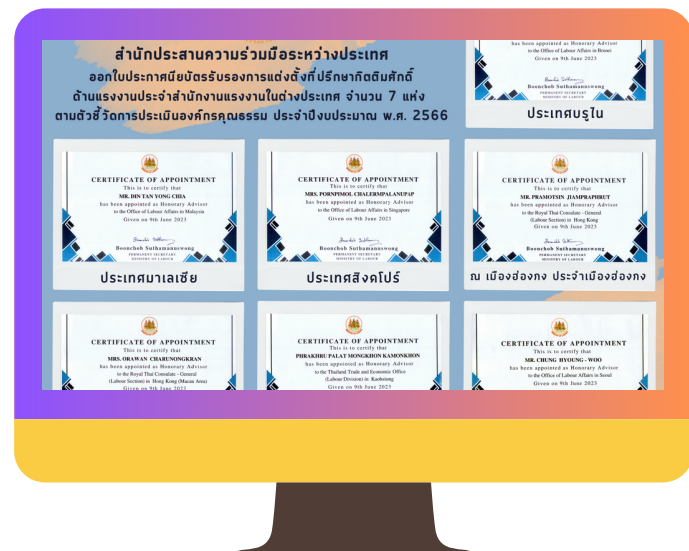 สำนักประสานความร่วมมือระหว่างประเทศ
ออกใบประกาศนียบัตรรับรองการแต่งตั้งที่ปรึกษากิตติมศักดิ์
ด้านแรงงานประจำสำนักงานแรงงานในต่างประเทศ จำนวน 7 แห่ง
ตามตัวชี้วัดการประเมินองค์กรคุณธรรม ประจำปีงบประมาณ พ.ศ. 2566
has been appointed as Honorary Advisor
to the Office of Labour Affairs in Brunei
Given on 9th June 2023
Boonchob Suthamanuswong
PERMANENT SECRETARY
MINISTRY OF LABOUR
ประเทศบรูไน
CERTIFICATE OF APPOINTMENT
This is to certify that
MR. DIN TAN YONG CHIA
has been appointed as Honorary Advisor
to the Office of Labour Affairs in Malaysia
Given on 9th June 2023
Boonchob Suthamanuswong
PERMANENT SECRETARY
MINISTRY OF LABOUR
ประเทศมาเลเซีย
CERTIFICATE OF APPOINTMENT
This is to certify that
MRS. PORNPIMOL CHALERMPALANUPAP
has been appointed as Honorary Advisor
to the Office of Labour Affairs in Singapore
Given on 9th June 2023
Boonchob Suthamanuswong
PERMANENT SECRETARY
MINISTRY OF LABOUR
ประเทศสิงคโปร์
CERTIFICATE OF APPOINTMENT
This is to certify that
MR. PRAMOTSIN JIAMPRAPHRUT
has been appointed as Honorary Advisor
to the Royal Thai Consulate - General
(Labour Section) in Hong Kong
Given on 9th June 2023
Boonchob Suthamanuswong
PERMANENT SECRETARY
MINISTRY OF LABOUR
ณ เมืองฮ่องกง ประจำเมืองฮ่องกง
CERTIFICATE OF APPOINTMENT
This is to certify that
MRS. ORAWAN CHARUNONGKRAN
has been appointed as Honorary Advisor
to the Royal Thai Consulate - General
(Labour Section) in Hong Kong (Macau Area)
Given on 9th June 2023
CERTIFICATE OF APPOINTMENT
This is to certify that
PHRAKHRU PALAT MONGKHON KAMONKHON
has been appointed as Honorary Advisor
to the Thailand Trade and Economic Office
(Labour Division) in Kaohsiung
Given on 9th June 2023
CERTIFICATE OF APPOINTMENT
This is to certify that
MR. CHUNG HYOUNG - WOO
has been appointed as Honorary Advisor
to the Office of Labour Affairs in Seoul
Given on 9th June 2023